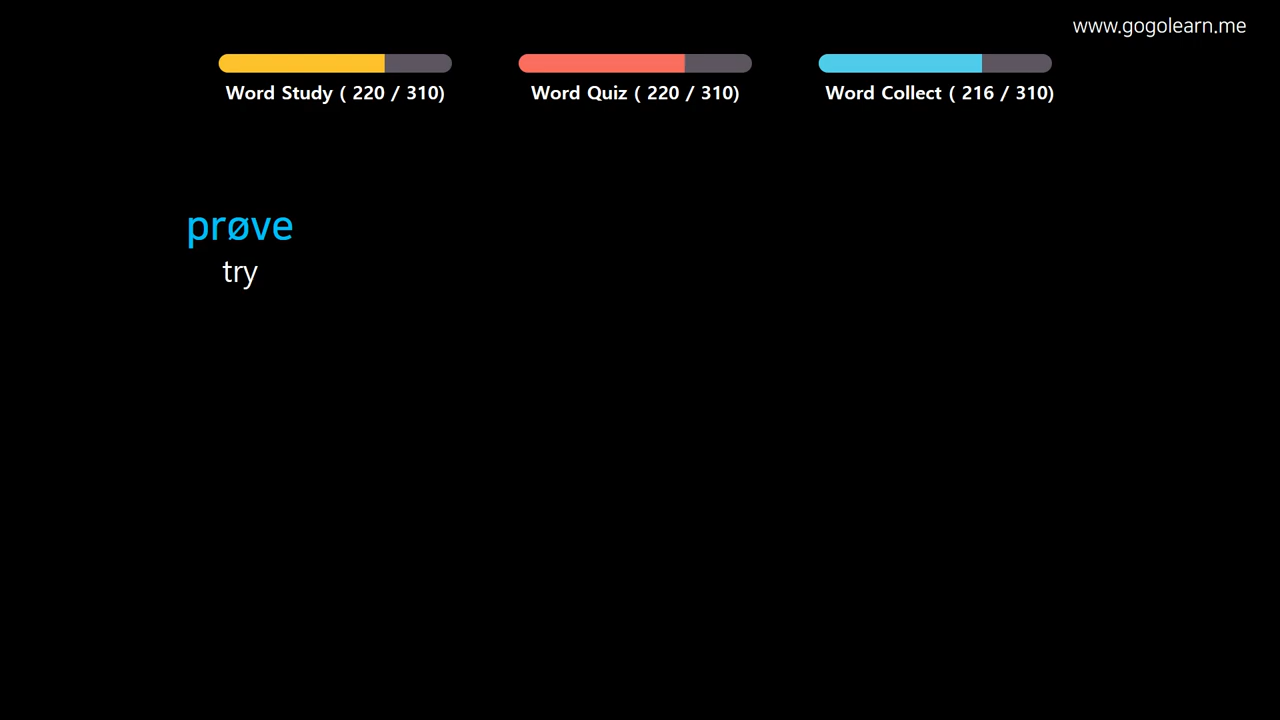 www.gogolearn.me
Word Study ( 220 / 310)
Word Quiz ( 220 / 310)
Word Collect ( 216 / 310)
prøve
try